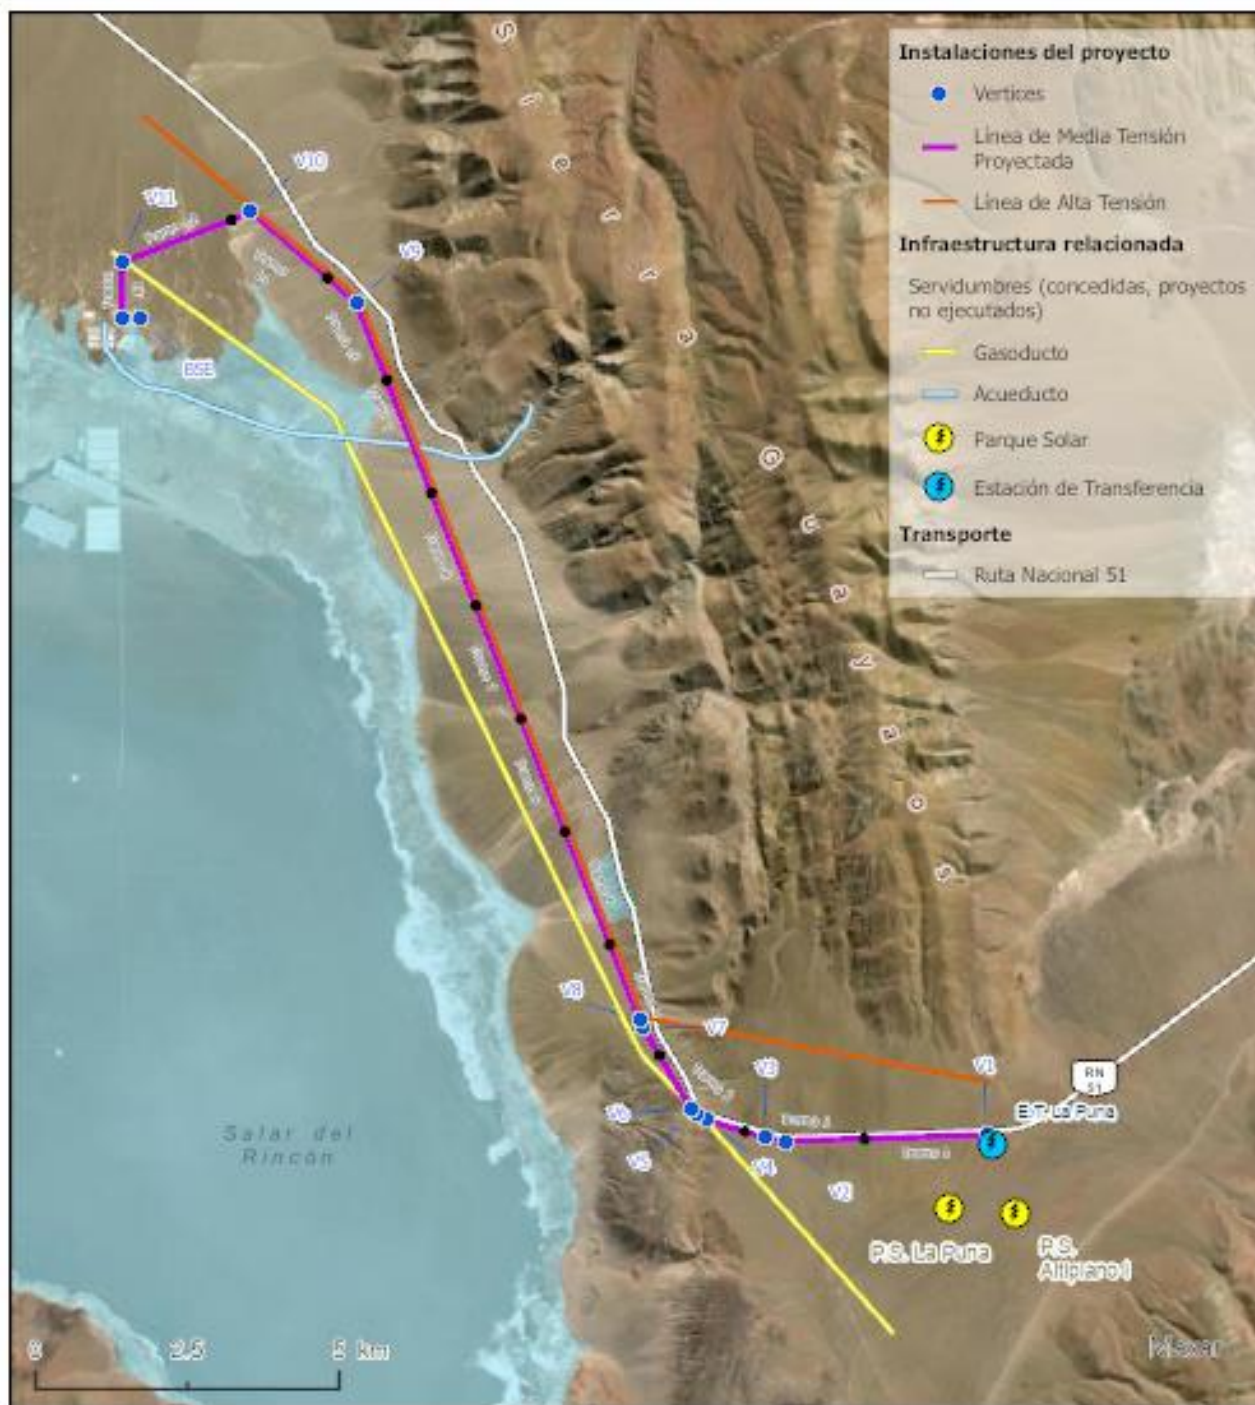 Instalaciones del proyecto
Vertices
Línea de Media Tensión
Proyectada
Línea de Alta Tensión
Infraestructura relacionada
Servidumbres (concedidas, proyectos
no ejecutados)
Gasoducto
Acueducto
Parque Solar
Estación de Transferencia
Transporte
Ruta Nacional 51
V10
V11
V9
BSE
V8
V7
V3
V1
RN
51
E.T. La Puna
V6
V5
V4
V2
P.S. La Puna
P.S.
Altiplano I
Salar del
Rincón
0 2.5 5 km
Maxar